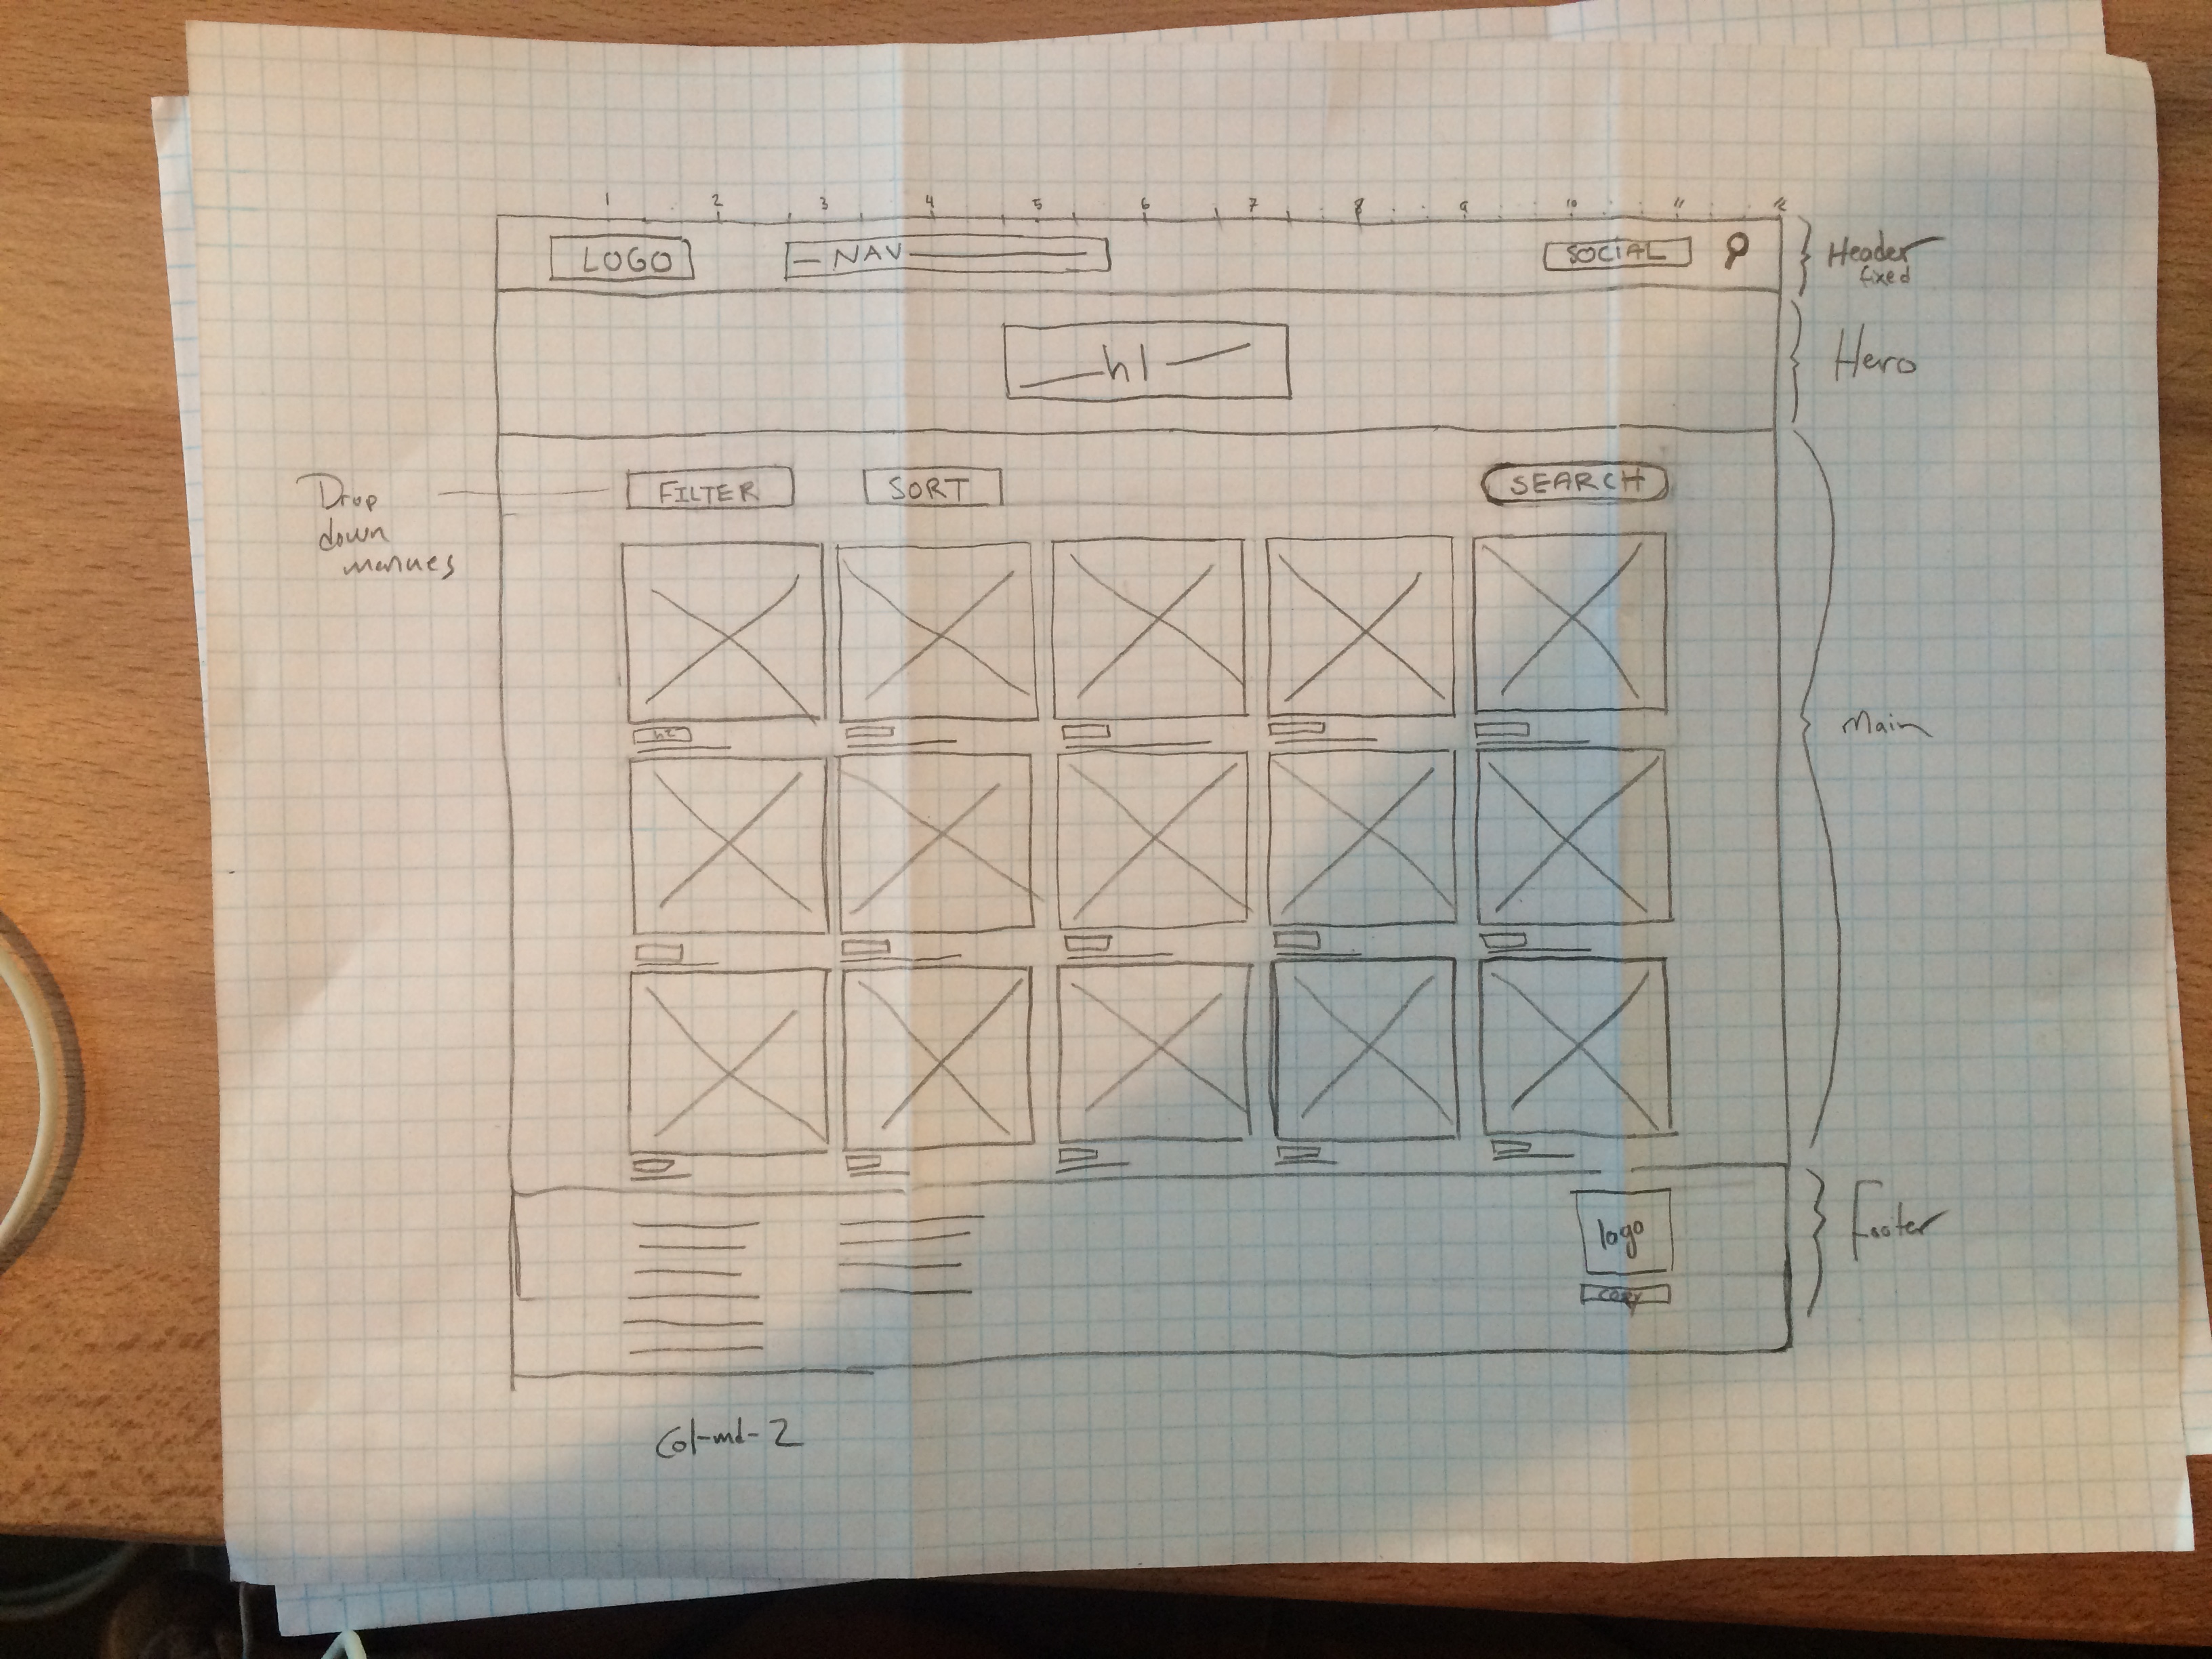 1 2 3 4 5 6 7 8 9 10 11 12
LOGO NAV SOCIAL
Header
fixed
h1
Hero
Drop
down
menues
FILTER SORT SEARCH
Main
logo
copy
footer
Col-md-2